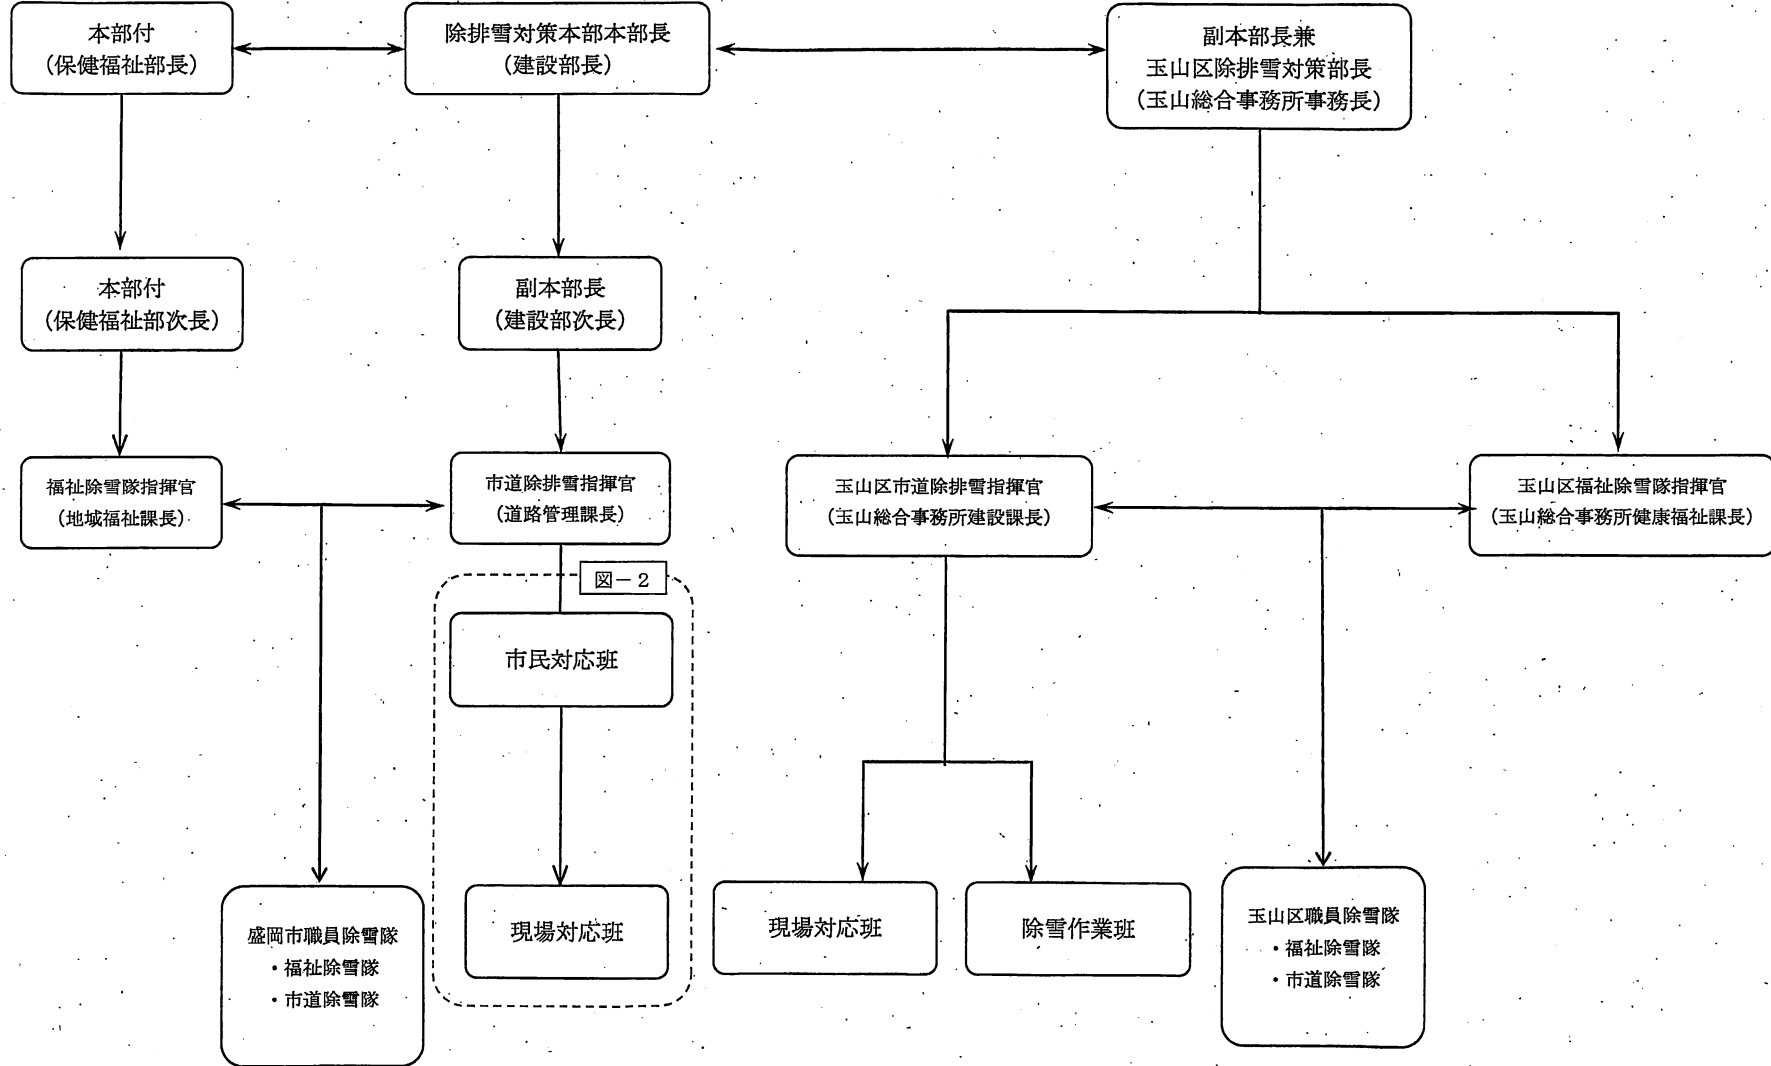 本部付
(保健福祉部長)
除排雪対策本部本部長
(建設部長)
副本部長兼
玉山区除排雪対策部長
(玉山総合事務所事務長)
本部付
(保健福祉部次長)
副本部長
(建設部次長)
福祉除雪隊指揮官
(地域福祉課長)
市道除排雪指揮官
(道路管理課長)
玉山区市道除排雪指揮官
(玉山総合事務所建設課長)
玉山区福祉除雪隊指揮官
(玉山総合事務所健康福祉課長)
図-2
市民対応班
盛岡市職員除雪隊
・福祉除雪隊
・市道除雪隊
現場対応班
現場対応班
除雪作業班
玉山区職員除雪隊
・福祉除雪隊
・市道除雪隊